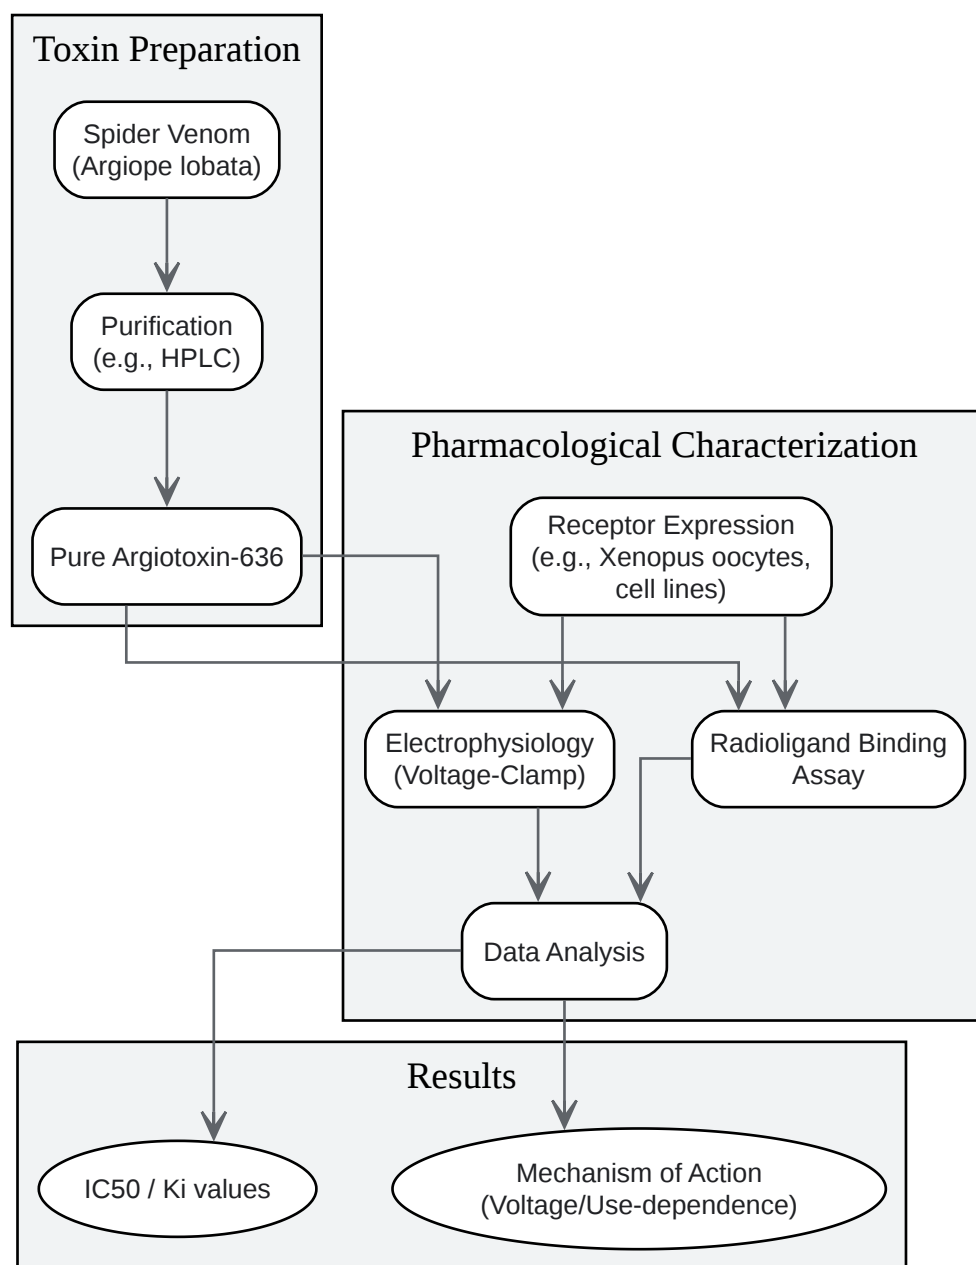 Toxin Preparation
Spider Venom
(Argiope lobata)
Purification
(e.g., HPLC)
Pure Argiotoxin-636
Pharmacological Characterization
Receptor Expression
(e.g., Xenopus oocytes,
cell lines)
Electrophysiology
(Voltage-Clamp)
Radioligand Binding
Assay
Data Analysis
Results
IC50 / Ki values
Mechanism of Action
(Voltage/Use-dependence)